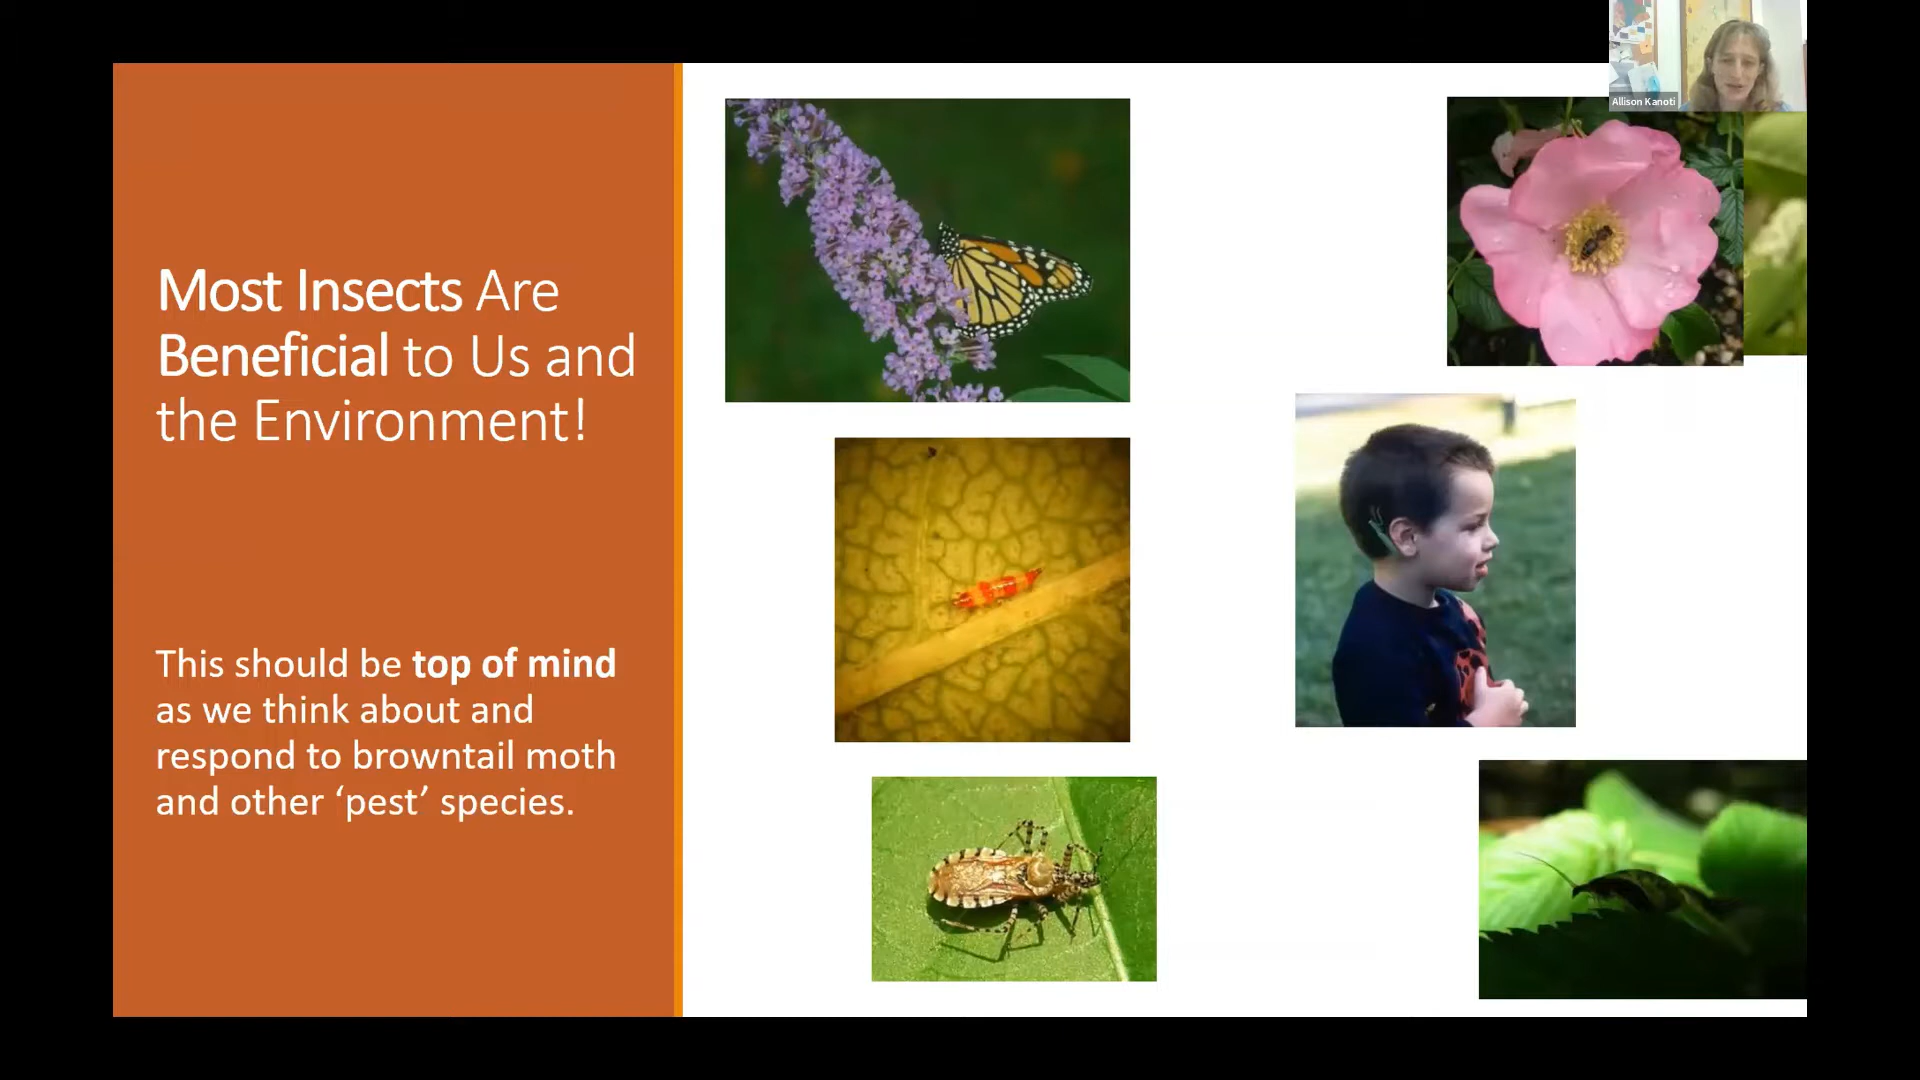 Allison Kanoti
Most Insects Are
Beneficial to Us and
the Environment!
This should be top of mind
as we think about and
respond to browntail moth
and other ‘pest’ species.